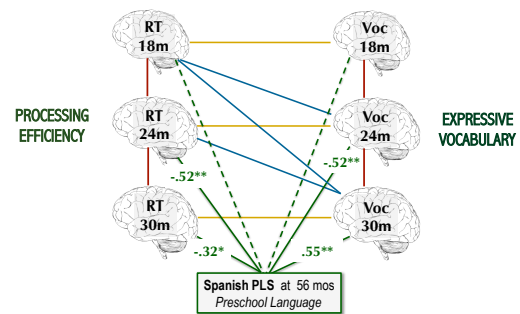 RT
18m
Voc
18m
PROCESSING
EFFICIENCY
RT
24m
Voc
24m
EXPRESSIVE
VOCABULARY
-.52**
-.52**
RT
30m
Voc
30m
-.32*
.55**
Spanish PLS at 56 mos
Preschool Language